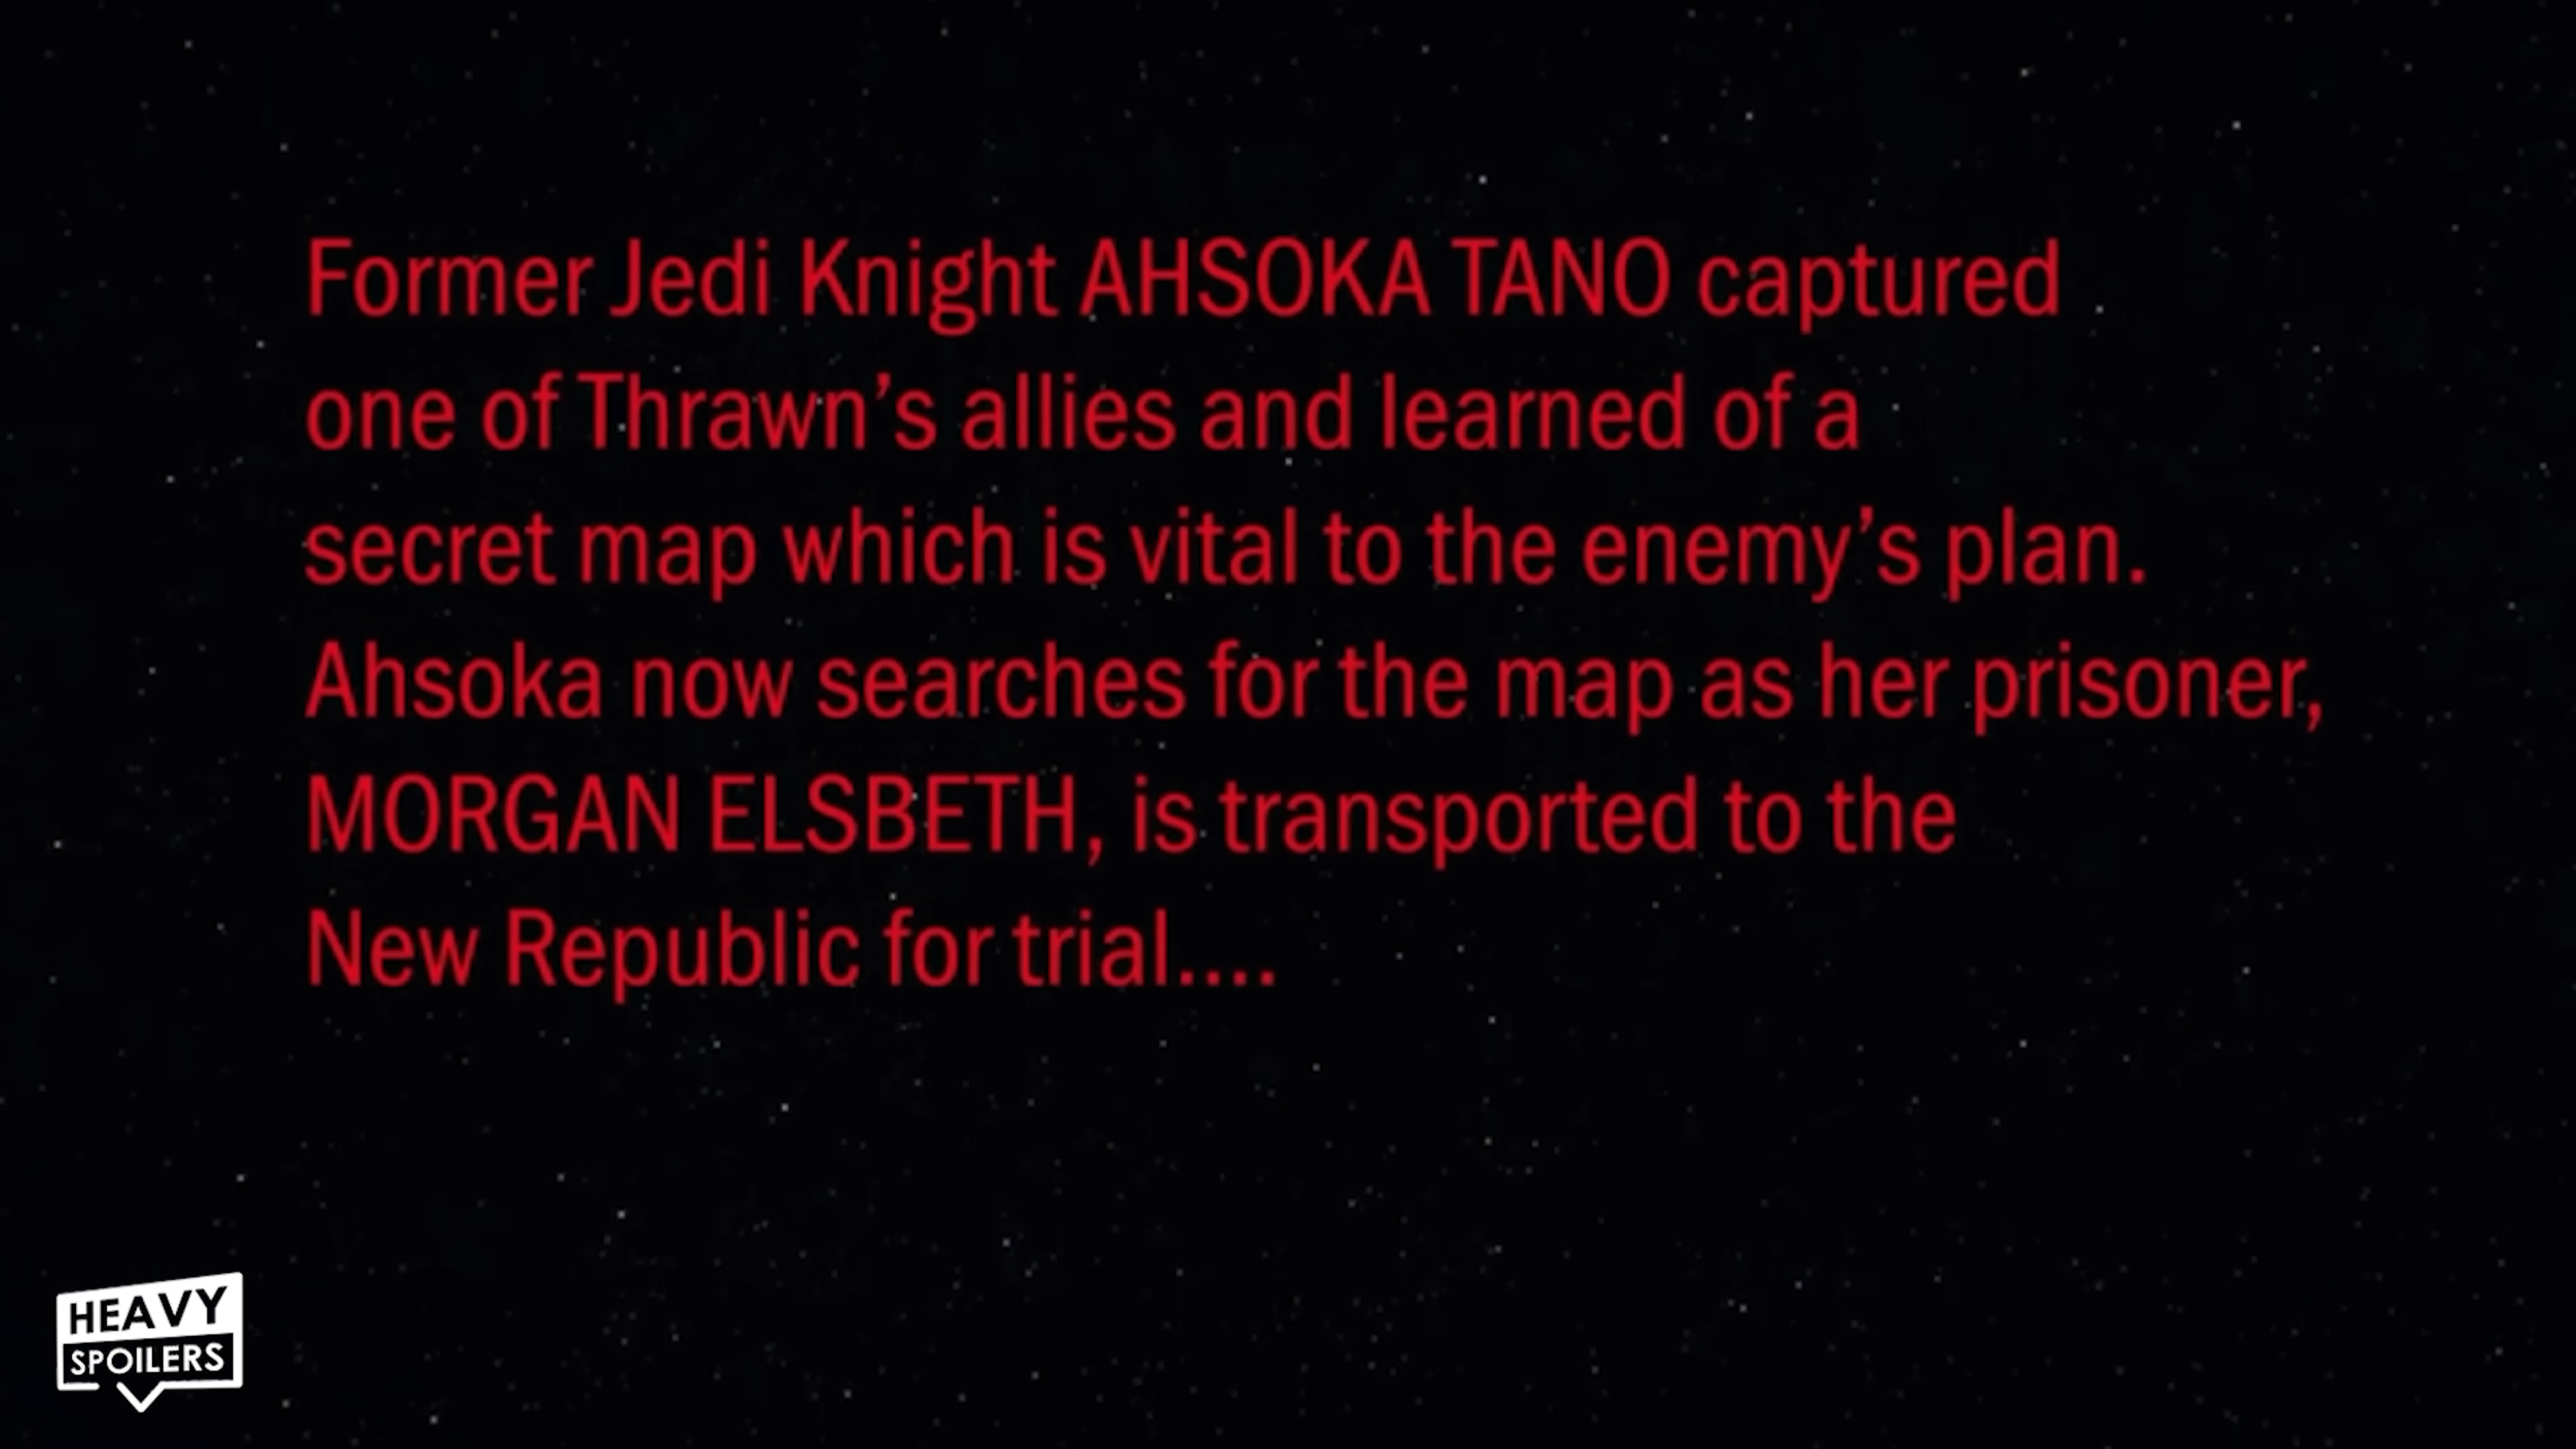 Former Jedi Knight AHSOKA TANO captured
one of Thrawn’s allies and learned of a
secret map which is vital to the enemy’s plan.
Ahsoka now searches for the map as her prisoner,
MORGAN ELSBETH, is transported to the
New Republic for trial....
HEAVY
SPOILERS